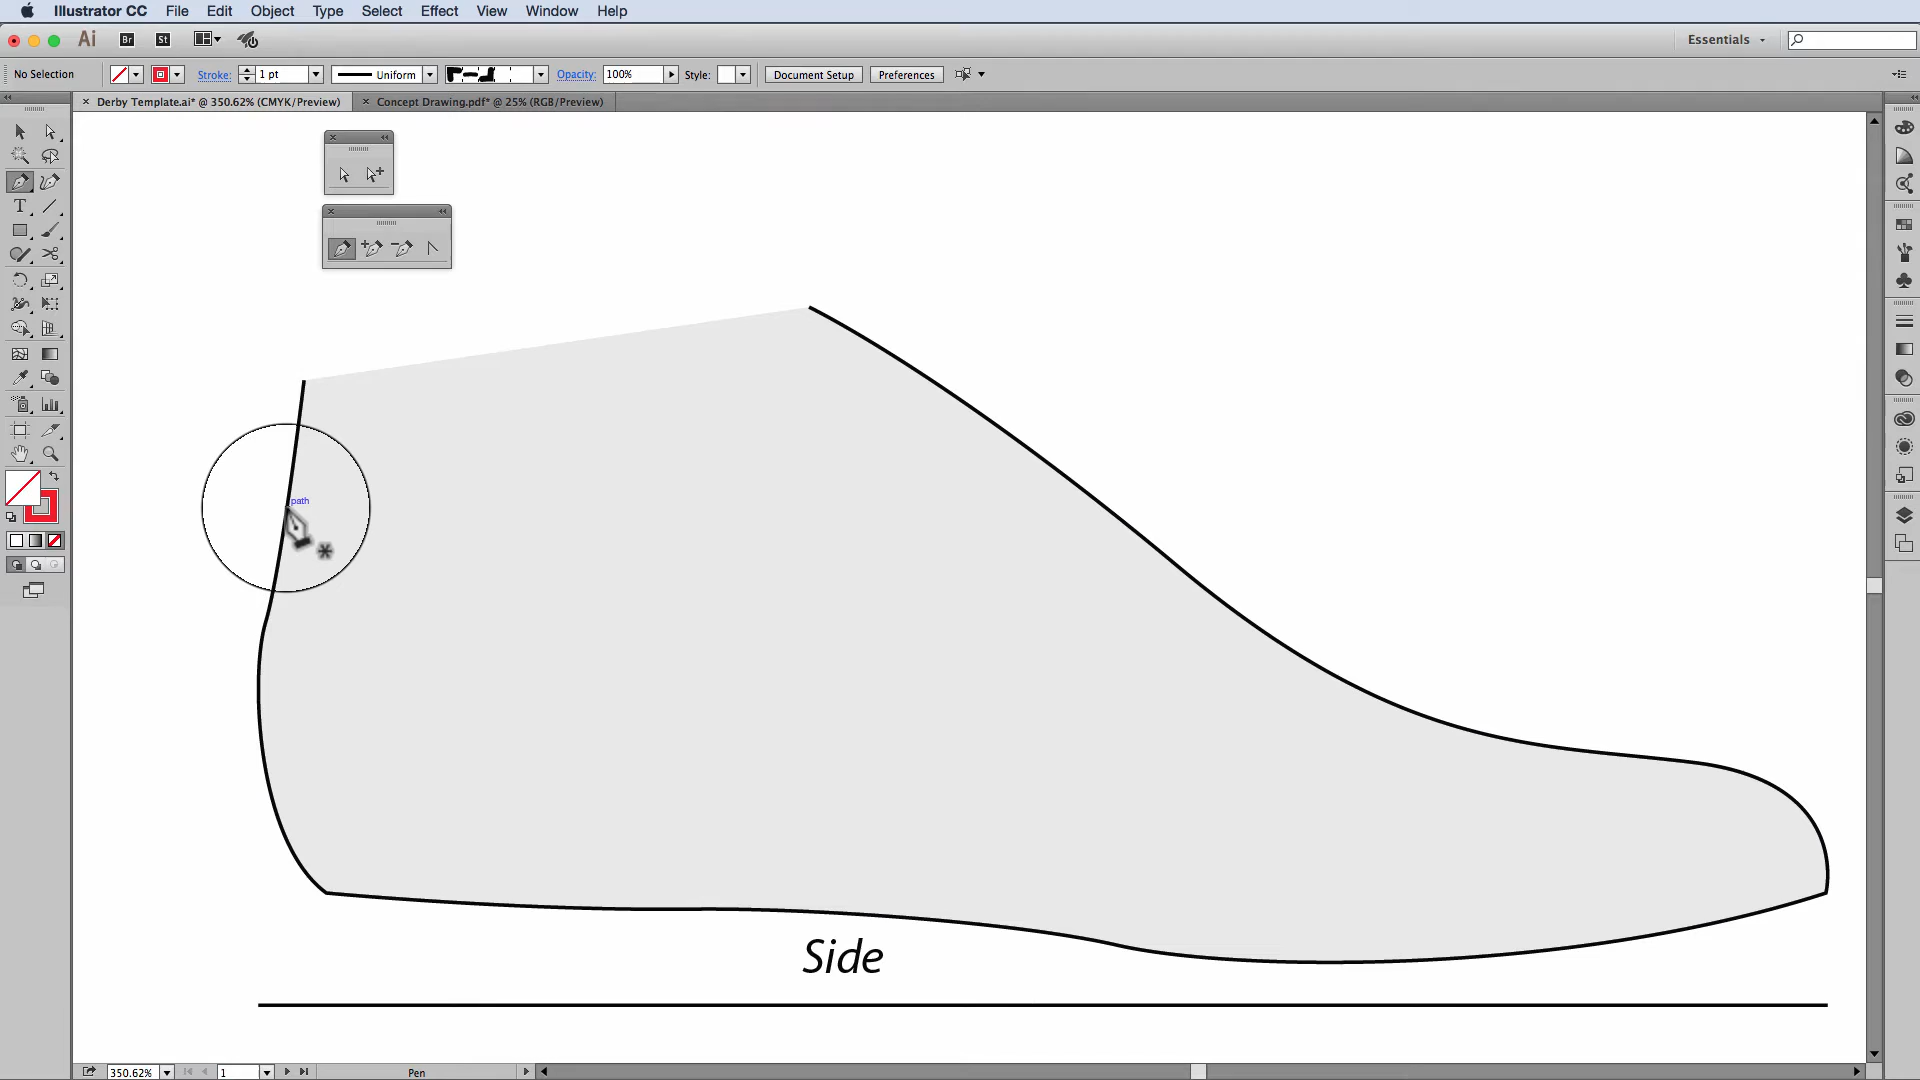 Illustrator CC File Edit Object Type Select Effect View Window Help
Ai Br St Essentials
No Selection Stroke: 1 pt Uniform Opacity: 100% Style: Document Setup Preferences
Derby Template.ai* @ 350.62% (CMYK/Preview) Concept Drawing.pdf* @ 25% (RGB/Preview)
T
path
Side
350.62% 1 Pen